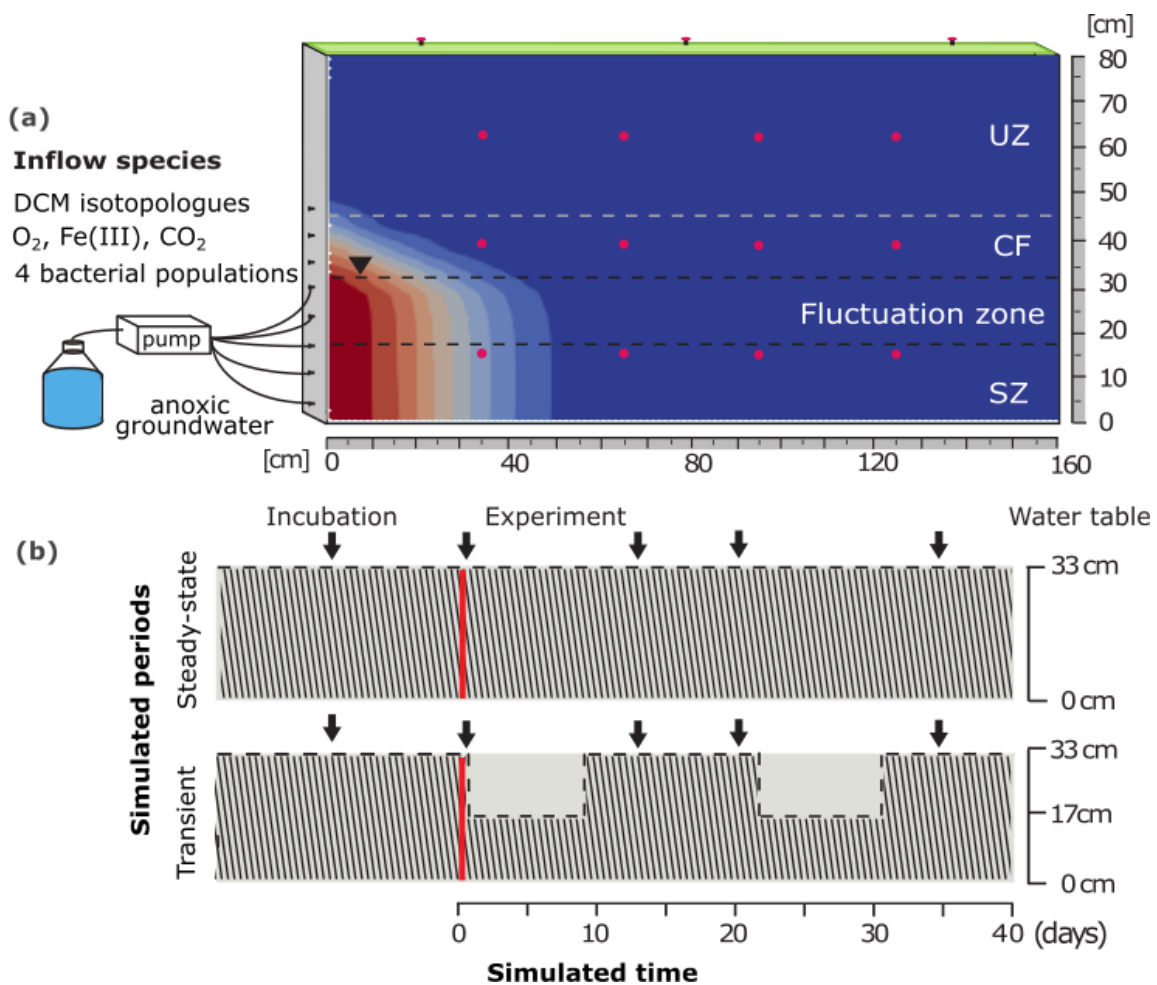 [cm]
80
70
60
50
40
30
20
10
0
(a)
Inflow species
DCM isotopologues
O₂, Fe(III), CO₂
4 bacterial populations
pump
anoxic
groundwater
UZ
CF
Fluctuation zone
SZ
[cm]
0 40 80 120 160
(b)
Incubation Experiment Water table
Simulated periods
Steady-state
33 cm
0 cm
Transient
33 cm
17cm
0 cm
0 10 20 30 40 (days)
Simulated time